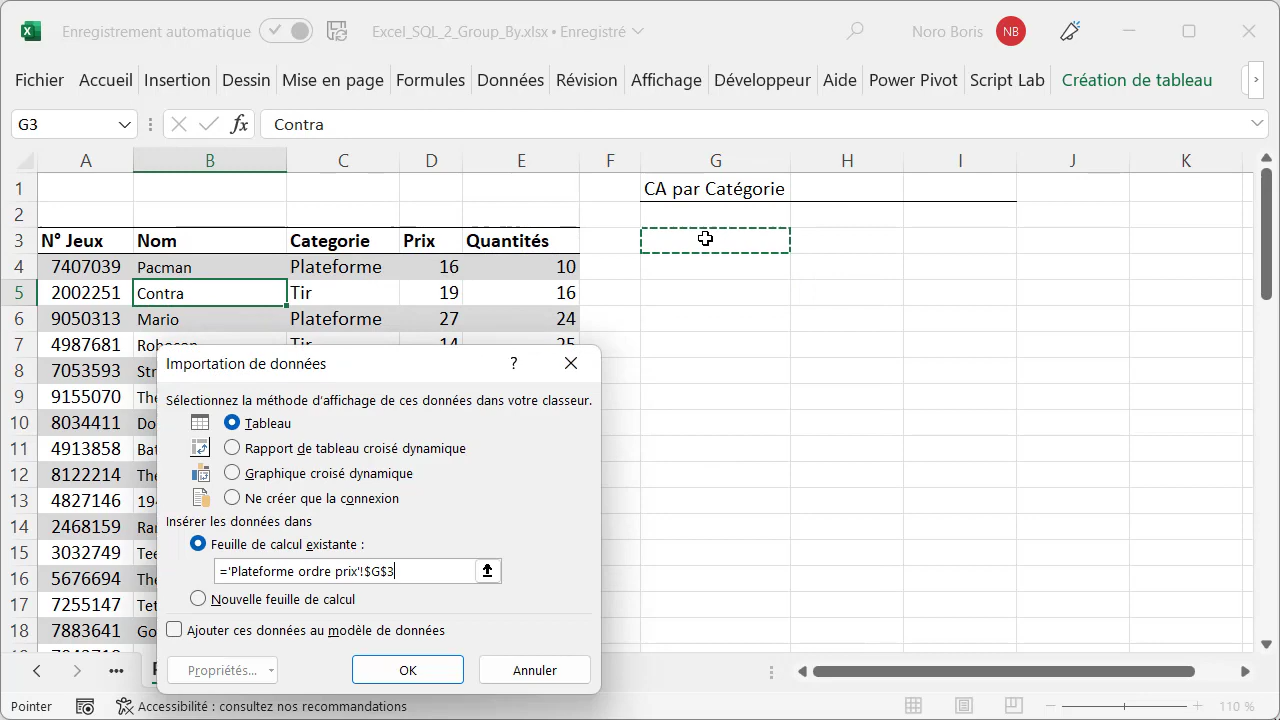 Enregistrement automatique
Excel_SQL_2_Group_By.xlsx • Enregistré
Noro Boris NB
Fichier Accueil Insertion Dessin Mise en page Formules Données Révision Affichage Développeur Aide Power Pivot Script Lab Création de tableau
G3 fx Contra
A B C D E F G H I J K
1 CA par Catégorie
2
3 N° Jeux Nom Categorie Prix Quantités
4 7407039 Pacman Plateforme 16 10
5 2002251 Contra Tir 19 16
6 9050313 Mario Plateforme 27 24
7 4987681
8 7053593
9 9155070
10 8034411
11 4913858
12 8122214
13 4827146
14 2468159
15 3032749
16 5676694
17 7255147
18 7883641
Importation de données ?
Sélectionnez la méthode d'affichage de ces données dans votre classeur.
Tableau
Rapport de tableau croisé dynamique
Graphique croisé dynamique
Ne créer que la connexion
Insérer les données dans
Feuille de calcul existante :
='Plateforme ordre prix'!$G$3
Nouvelle feuille de calcul
Ajouter ces données au modèle de données
Propriétés... OK Annuler
Pointer Accessibilité : consultez nos recommandations 110 %